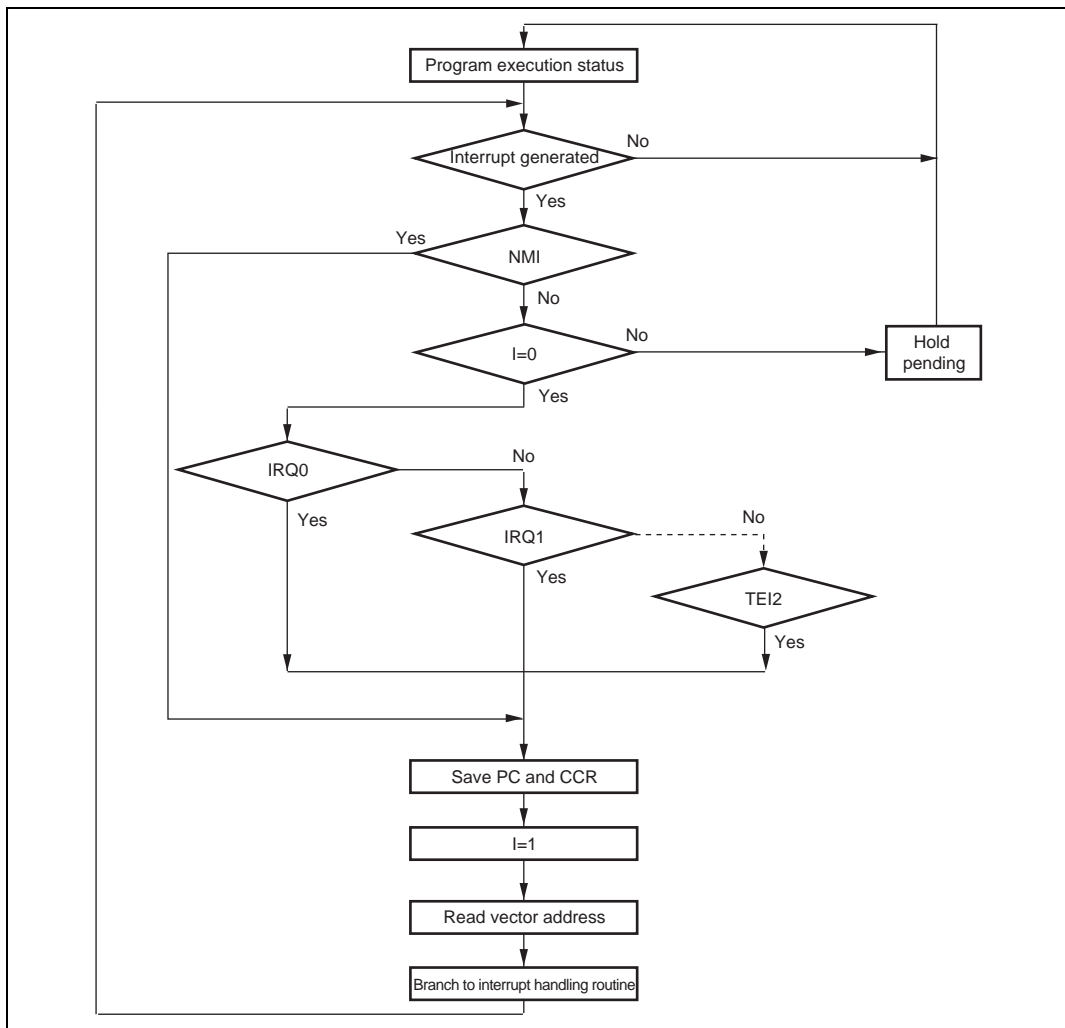 Program execution status
Interrupt generated
No
Yes
Yes
NMI
No
I=0
No
Hold
pending
Yes
IRQ0
No
Yes
IRQ1
No
Yes
TEI2
Yes
Save PC and CCR
I=1
Read vector address
Branch to interrupt handling routine